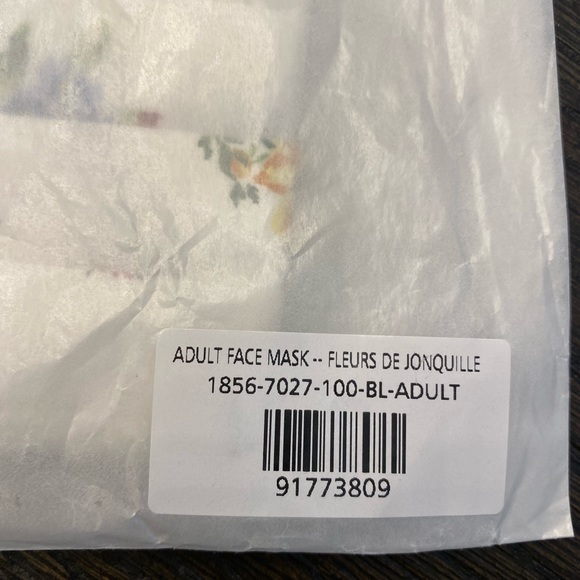 ADULT FACE MASK -- FLEURS DE JONQUILLE
1856-7027-100-BL-ADULT
91773809